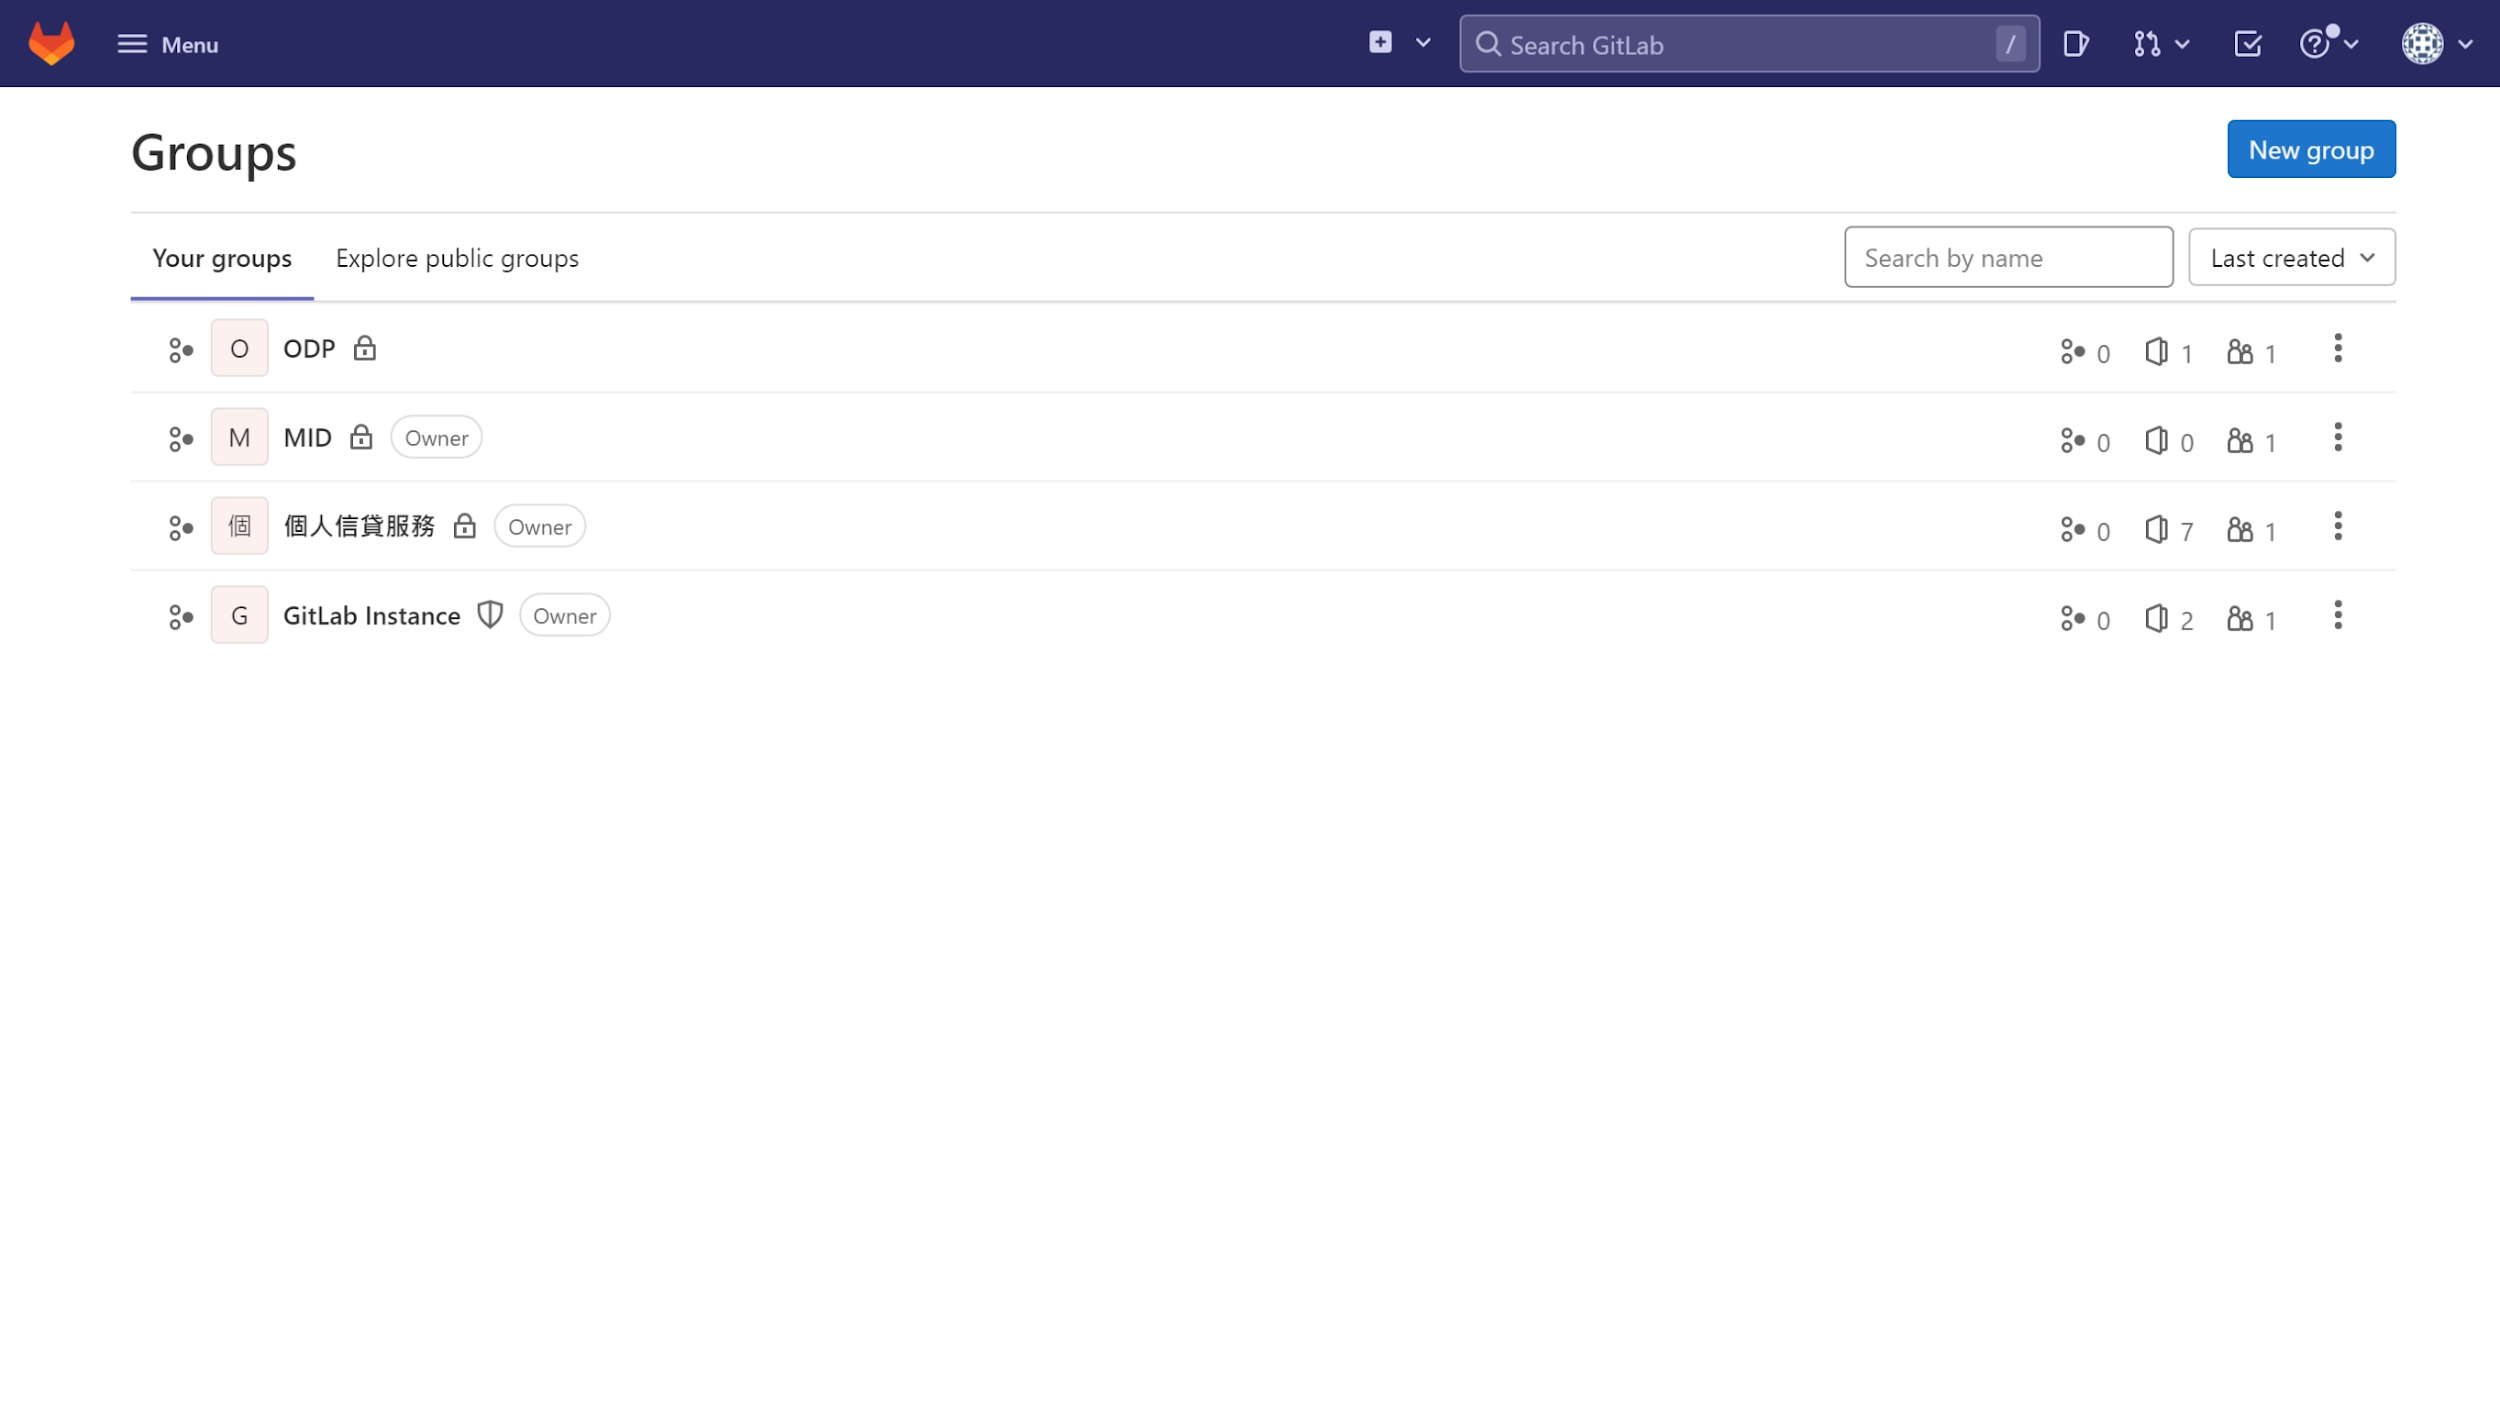 Menu
Search GitLab /
Groups
New group
Your groups Explore public groups Search by name Last created
O ODP 0 1 1
M MID Owner 0 0 1
個 個人信貸服務 Owner 0 7 1
G GitLab Instance Owner 0 2 1